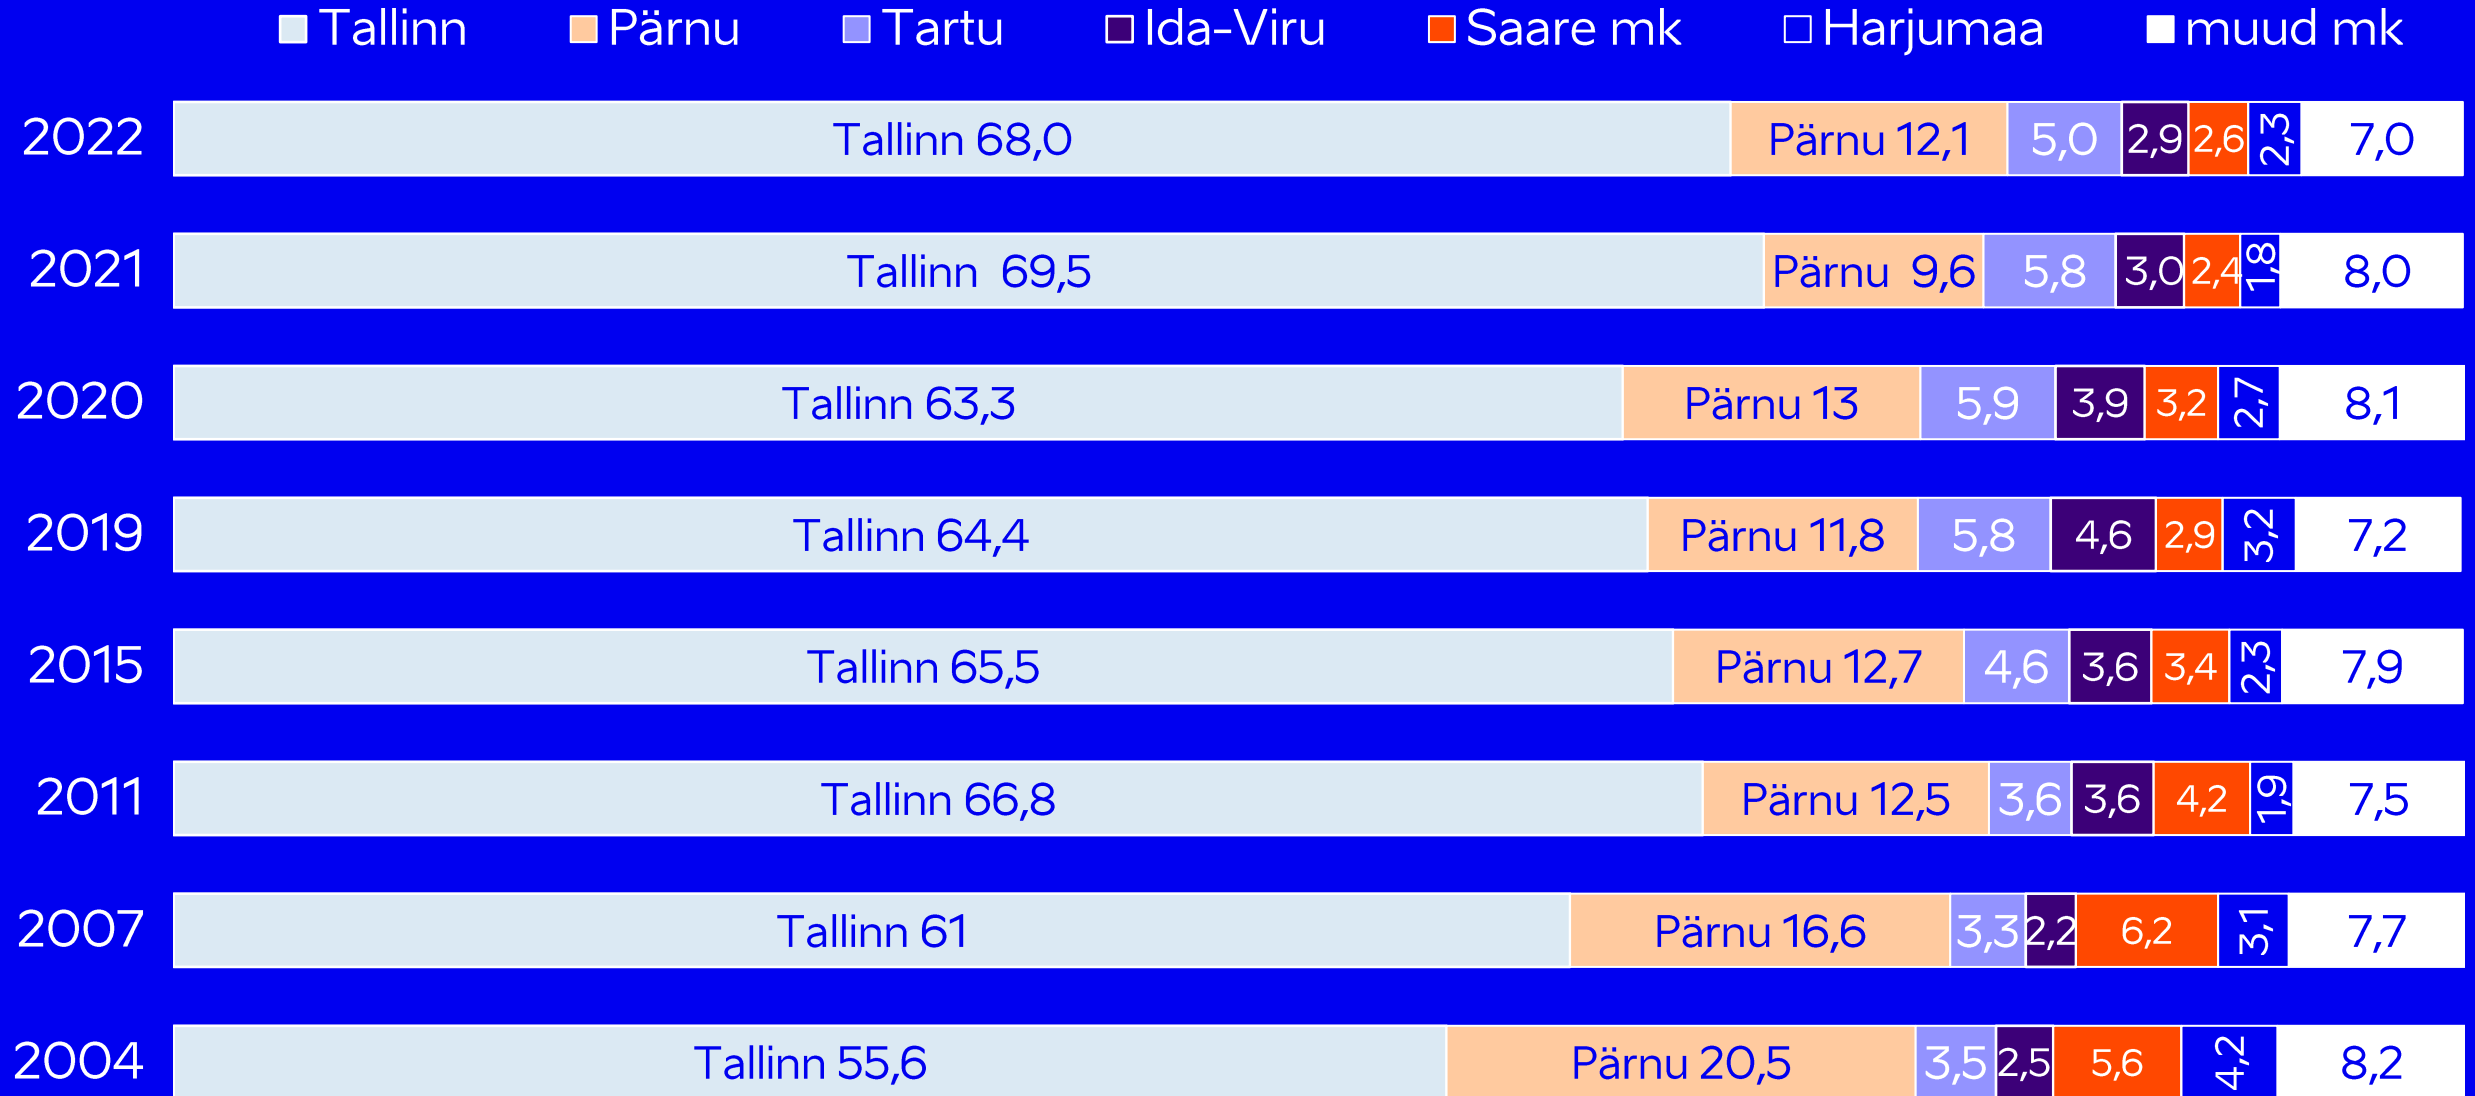 Tallinn Pärnu Tartu Ida-Viru Saare mk Harjumaa muud mk
2022 Tallinn 68,0 Pärnu 12,1 5,0 2,9 2,6 2,3 7,0
2021 Tallinn 69,5 Pärnu 9,6 5,8 3,0 2,4 1,8 8,0
2020 Tallinn 63,3 Pärnu 13 5,9 3,9 3,2 2,7 8,1
2019 Tallinn 64,4 Pärnu 11,8 5,8 4,6 2,9 3,2 7,2
2015 Tallinn 65,5 Pärnu 12,7 4,6 3,6 3,4 2,3 7,9
2011 Tallinn 66,8 Pärnu 12,5 3,6 3,6 4,2 1,9 7,5
2007 Tallinn 61 Pärnu 16,6 3,3 2,2 6,2 3,1 7,7
2004 Tallinn 55,6 Pärnu 20,5 3,5 2,5 5,6 4,2 8,2